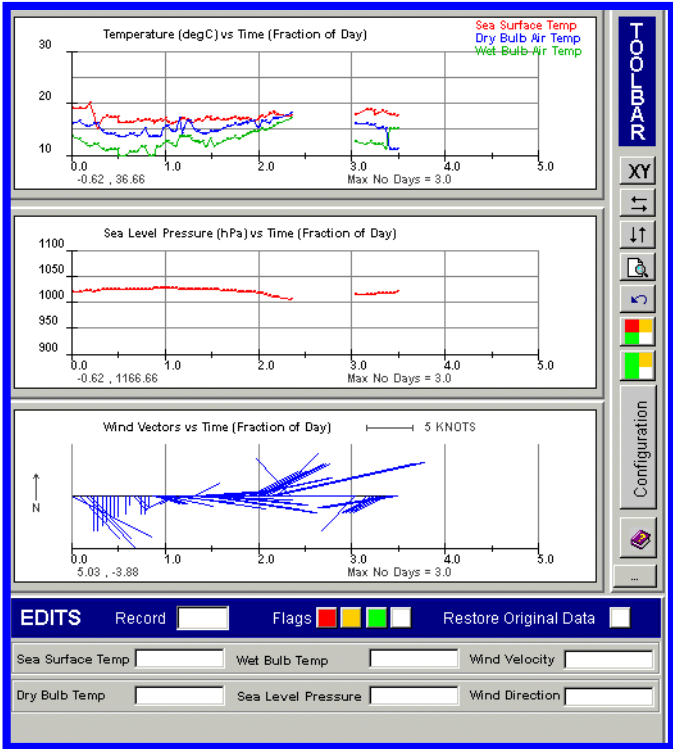 Temperature (degC) vs Time (Fraction of Day)
Sea Surface Temp
Dry Bulb Air Temp
Wet Bulb Air Temp
30
20
10
0.0 1.0 2.0 3.0 4.0 5.0
-0.62 , 36.66 Max No Days = 3.0
Sea Level Pressure (hPa) vs Time (Fraction of Day)
1100
1050
1000
950
900
0.0 1.0 2.0 3.0 4.0 5.0
-0.62 , 1166.66 Max No Days = 3.0
Wind Vectors vs Time (Fraction of Day) 5 KNOTS
N
0.0 1.0 2.0 3.0 4.0 5.0
5.03 , -3.88 Max No Days = 3.0
TOOLBAR
XY
Configuration
...
EDITS Record Flags Restore Original Data
Sea Surface Temp Wet Bulb Temp Wind Velocity
Dry Bulb Temp Sea Level Pressure Wind Direction